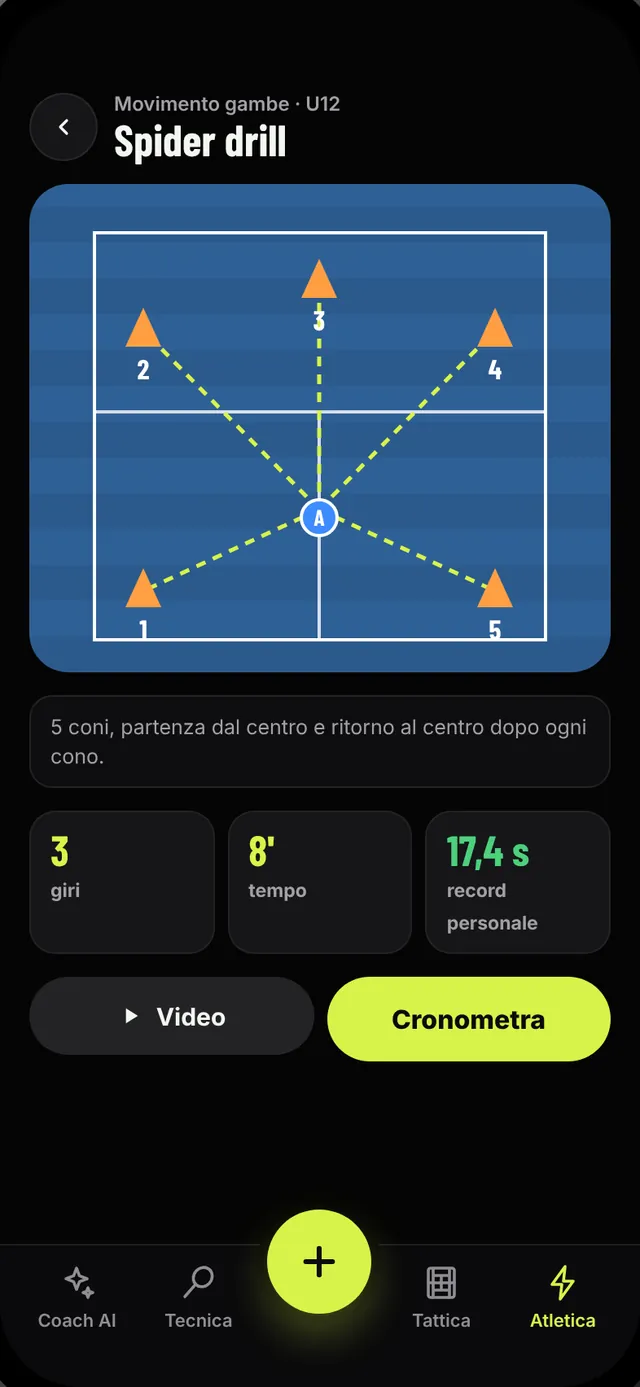 Movimento gambe · U12
Spider drill
3
2
4
A
1
5
5 coni, partenza dal centro e ritorno al centro dopo ogni
cono.
3
giri
8'
tempo
17,4 s
record
personale
Video
Cronometra
+
Coach AI
Tecnica
Tattica
Atletica